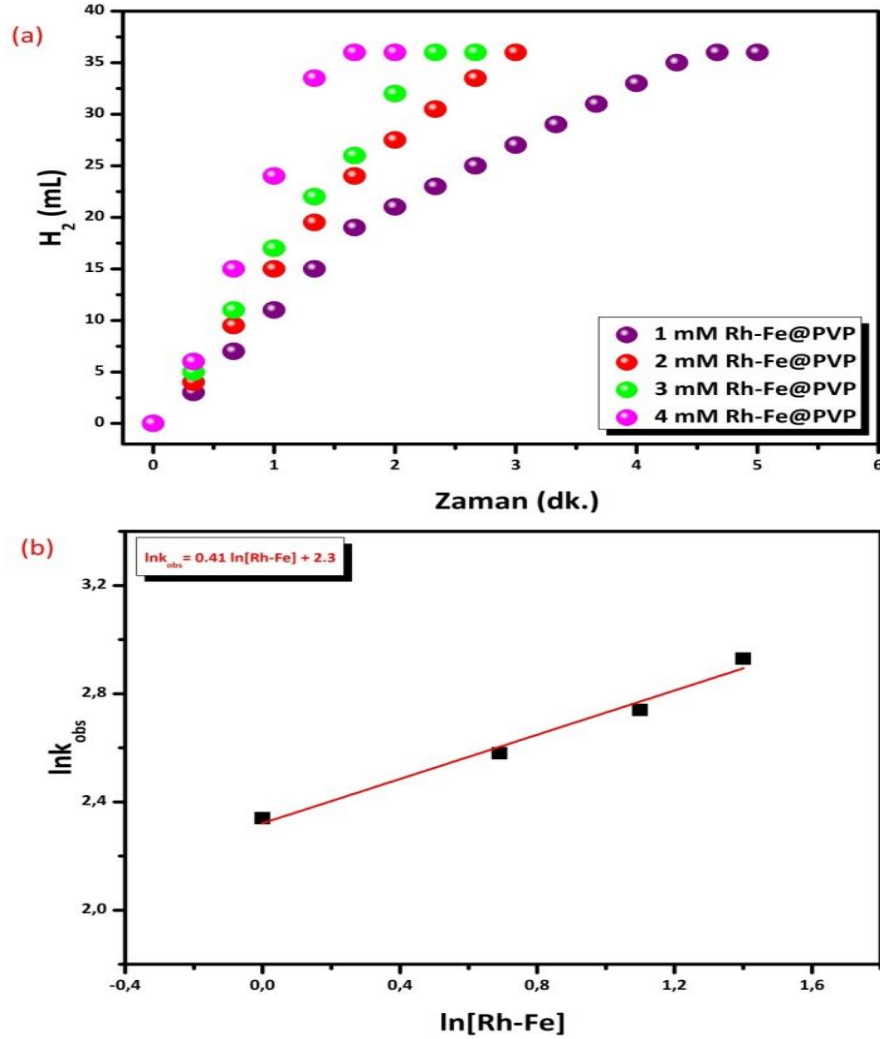 (a)
40
35
30
25
20
15
10
5
0
H₂ (mL)
1 mM Rh-Fe@PVP
2 mM Rh-Fe@PVP
3 mM Rh-Fe@PVP
4 mM Rh-Fe@PVP
0 1 2 3 4 5 6
Zaman (dk.)
(b)
lnk_obs = 0.41 ln[Rh-Fe] + 2.3
3,2
2,8
2,4
2,0
lnk_obs
-0,4 0,0 0,4 0,8 1,2 1,6
ln[Rh-Fe]